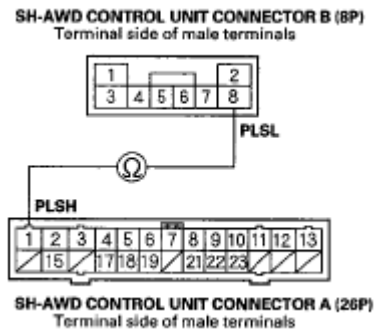 SH-AWD CONTROL UNIT CONNECTOR B (8P)
Terminal side of male terminals
1 2
3 4 5 6 7 8
PLSL
Ω
PLSH
1 2 3 4 5 6 7 8 9 10 11 12 13
15 17 18 19 21 22 23
SH-AWD CONTROL UNIT CONNECTOR A (26P)
Terminal side of male terminals